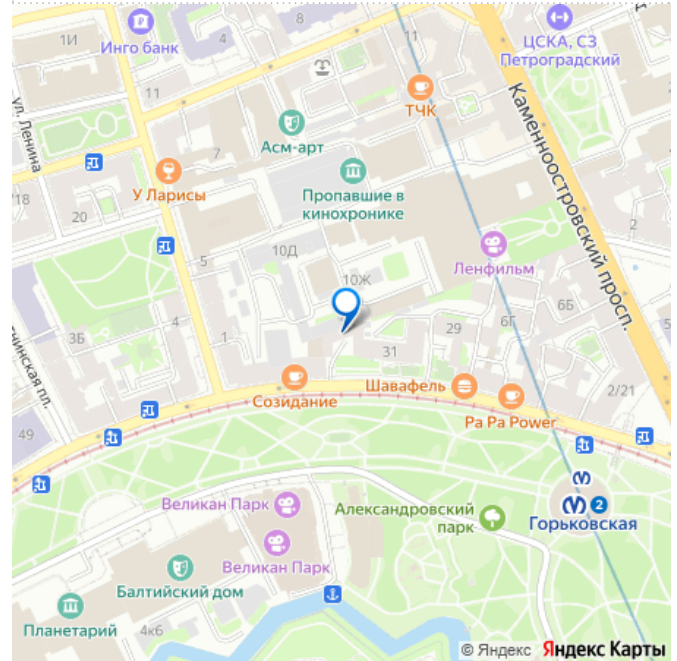 1И
Инго банк
11
11
ЦСКА, СЗ
Петроградский
ТЧК
Каменноостровский просп.
ул. Ленина
Асм-арт
7
Пропавшие в
кинохронике
У Ларисы
/18
20
2
10Д
5
Ленфильм
10Ж
6Б
6Г
29
5
4
1
3Б
31
Шавафель
Созидание
Pa Pa Power
2/21
49
Великан Парк
Александровский
парк
2
Горьковская
Великан Парк
Балтийский дом
Планетарий
4к6
© Яндекс Яндекс Карты